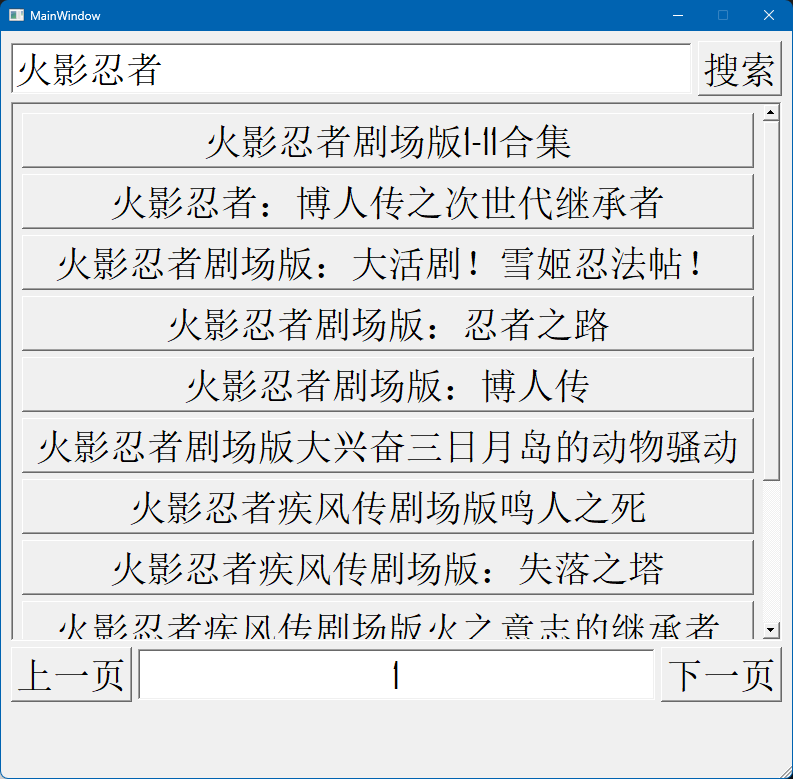 MainWindow
火影忍者 搜索
火影忍者剧场版1-11合集
火影忍者：博人传之次世代继承者
火影忍者剧场版：大活剧！雪姬忍法帖！
火影忍者剧场版：忍者之路
火影忍者剧场版：博人传
火影忍者剧场版大兴奋三日月岛的动物骚动
火影忍者疾风传剧场版鸣人之死
火影忍者疾风传剧场版：失落之塔
火影忍者疾风传剧场版火之意志的继承者
上一页 1 下一页